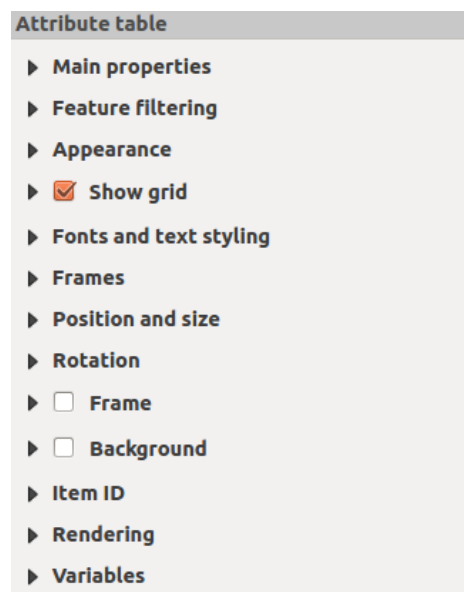 Attribute table
Main properties
Feature filtering
Appearance
Show grid
Fonts and text styling
Frames
Position and size
Rotation
Frame
Background
Item ID
Rendering
Variables